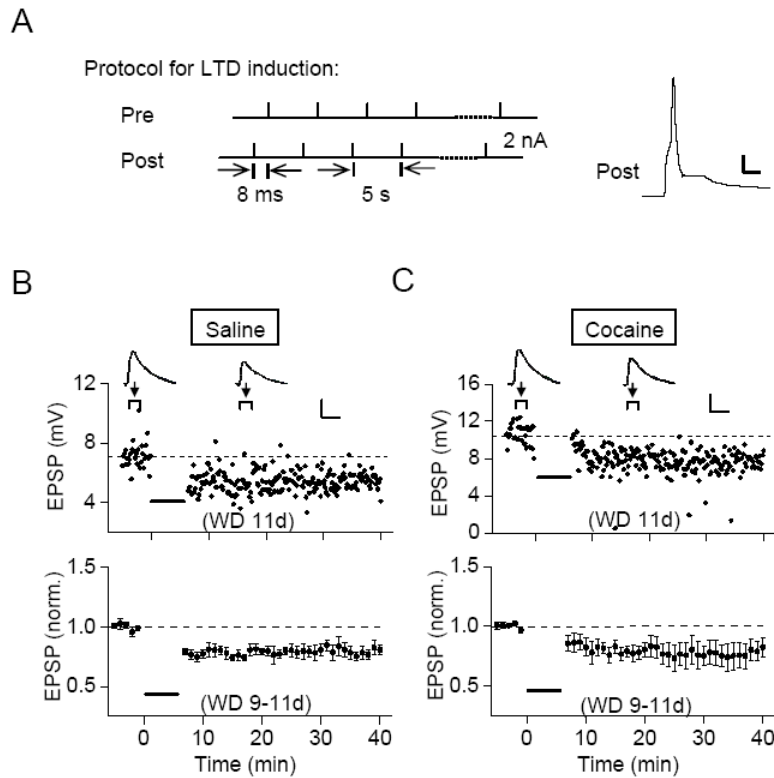 A
Protocol for LTD induction:
Pre
Post
2 nA
8 ms
5 s
Post
B
Saline
12
8
4
EPSP (mV)
(WD 11d)
1.5
1.0
0.5
EPSP (norm.)
(WD 9-11d)
0 10 20 30 40
Time (min)
C
Cocaine
16
12
8
4
0
EPSP (mV)
(WD 11d)
1.5
1.0
0.5
EPSP (norm.)
(WD 9-11d)
0 10 20 30 40
Time (min)